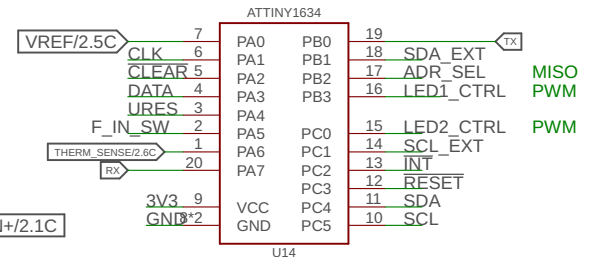 ATTINY1634
VREF/2.5C 7 PA0 PB0 19 TX
CLK 6 PA1 PB1 18 SDA_EXT
CLEAR 5 PA2 PB2 17 ADR_SEL MISO
DATA 4 PA3 PB3 16 LED1_CTRL PWM
URES 3 PA4
F_IN_SW 2 PA5 PC0 15 LED2_CTRL PWM
THERM_SENSE/2.6C 1 PA6 PC1 14 SCL_EXT
RX 20 PA7 PC2 13 INT
PC3 12 RESET
3V3 9 VCC PC4 11 SDA
N+/2.1C GND 8*2 GND PC5 10 SCL
U14